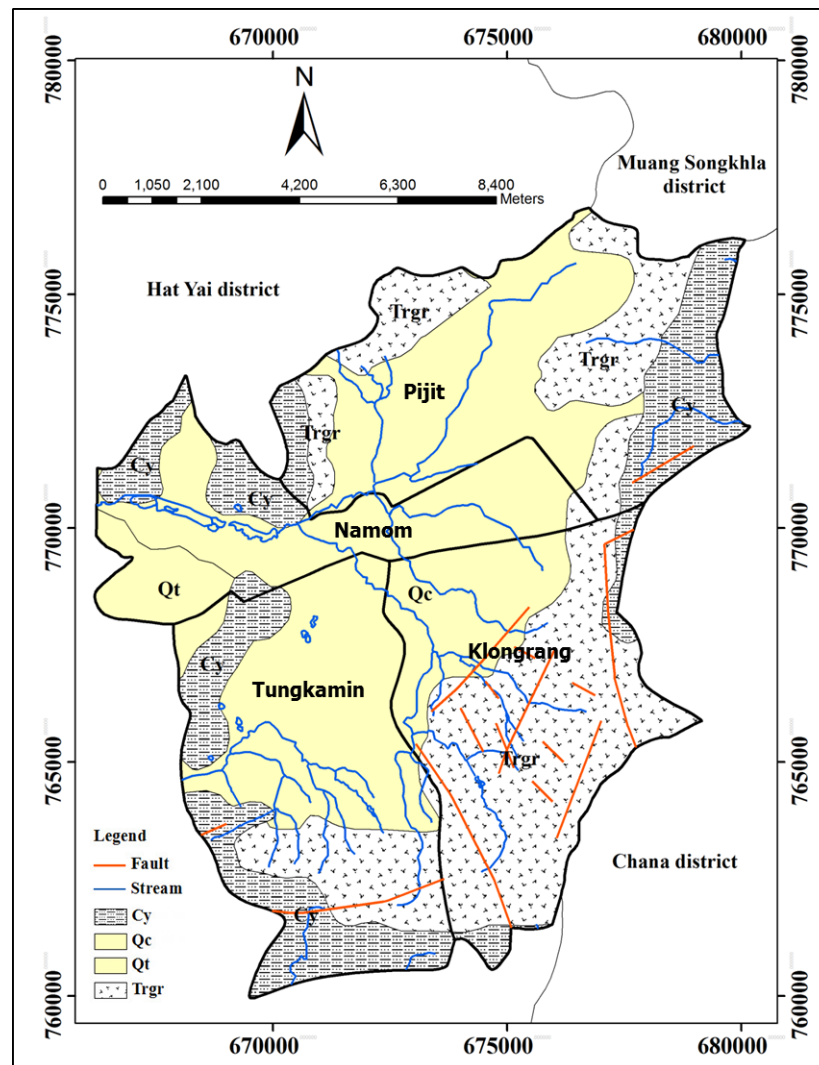 670000 675000 680000
780000 780000
N
Muang Songkhla
district
0 1,050 2,100 4,200 6,300 8,400
Meters
Hat Yai district
775000 775000
Trgr
Trgr
Pijit
Cy
Trgr
Cy
Cy
770000 770000
Namom
Qt
Qc
Klongrang
Cy
Tungkamin
765000 765000
Trgr
Legend
Fault
Stream
Cy
Qc
Qt
Trgr
Chana district
Cy
760000 760000
670000 675000 680000